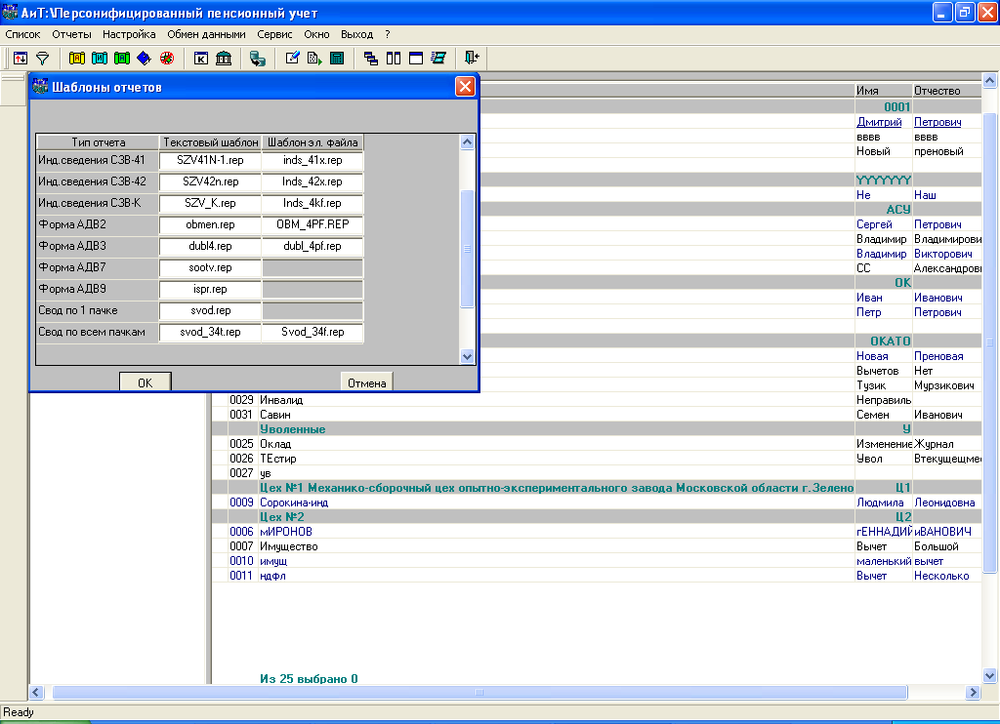 АиТ:\Персонифицированный пенсионный учет
Список Отчеты Настройка Обмен данными Сервис Окно Выход ?
Шаблоны отчетов
Тип отчета Текстовый шаблон Шаблон эл. файла
Инд.сведения СЗВ-41 SZV41N-1.rep inds_41x.rep
Инд.сведения СЗВ-42 SZV42n.rep Inds_42x.rep
Инд.сведения СЗВ-К SZV_K.rep Inds_4kf.rep
Форма АДВ2 obmen.rep OBM_4PF.REP
Форма АДВ3 dubl4.rep dubl_4pf.rep
Форма АДВ7 sootv.rep
Форма АДВ9 ispr.rep
Свод по 1 пачке svod.rep
Свод по всем пачкам svod_34t.rep Svod_34f.rep
OK Отмена
Имя Отчество
0001
Дмитрий Петрович
вввв вввв
Новый преновый
YYYYYYY
Не Наш
АСУ
Сергей Петрович
Владимир Владимирови
Владимир Викторович
СС Александрови
ОК
Иван Иванович
Петр Петрович
ОКАТО
Новая Преновая
Вычетов Нет
Тузик Мурзикович
0029 Инвалид Неправиль
0031 Савин Семен Иванович
Уволенные У
0025 Оклад Изменение Журнал
0026 ТЕстир Увол Втекущещме
0027 ув
Цех №1 Механико-сборочный цех опытно-экспериментального завода Московской области г.Зелено Ц1
0009 Сорокина-инд Людмила Леонидовна
Цех №2 Ц2
0006 мИРОНОВ гЕННАДИЙ иВАНОВИЧ
0007 Имущество Вычет Большой
0010 имущ маленький вычет
0011 ндфл Вычет Несколько
Из 25 выбрано 0
Ready